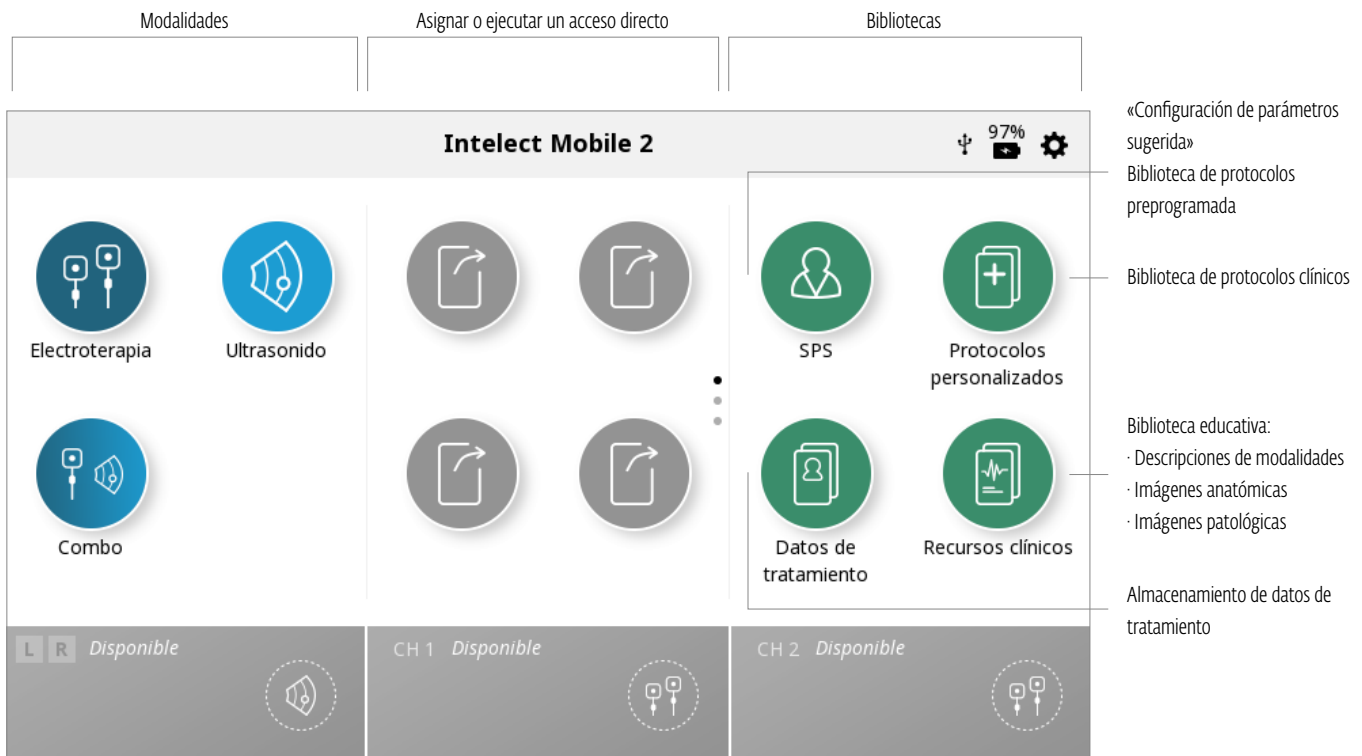 Modalidades
Asignar o ejecutar un acceso directo
Bibliotecas
Intelect Mobile 2
97%
«Configuración de parámetros
sugerida»
Biblioteca de protocolos
preprogramada
Biblioteca de protocolos clínicos
Electroterapia
Ultrasonido
SPS
Protocolos
personalizados
Combo
Datos de
tratamiento
Recursos clínicos
Biblioteca educativa:
· Descripciones de modalidades
· Imágenes anatómicas
· Imágenes patológicas
Almacenamiento de datos de
tratamiento
L R Disponible
CH 1 Disponible
CH 2 Disponible